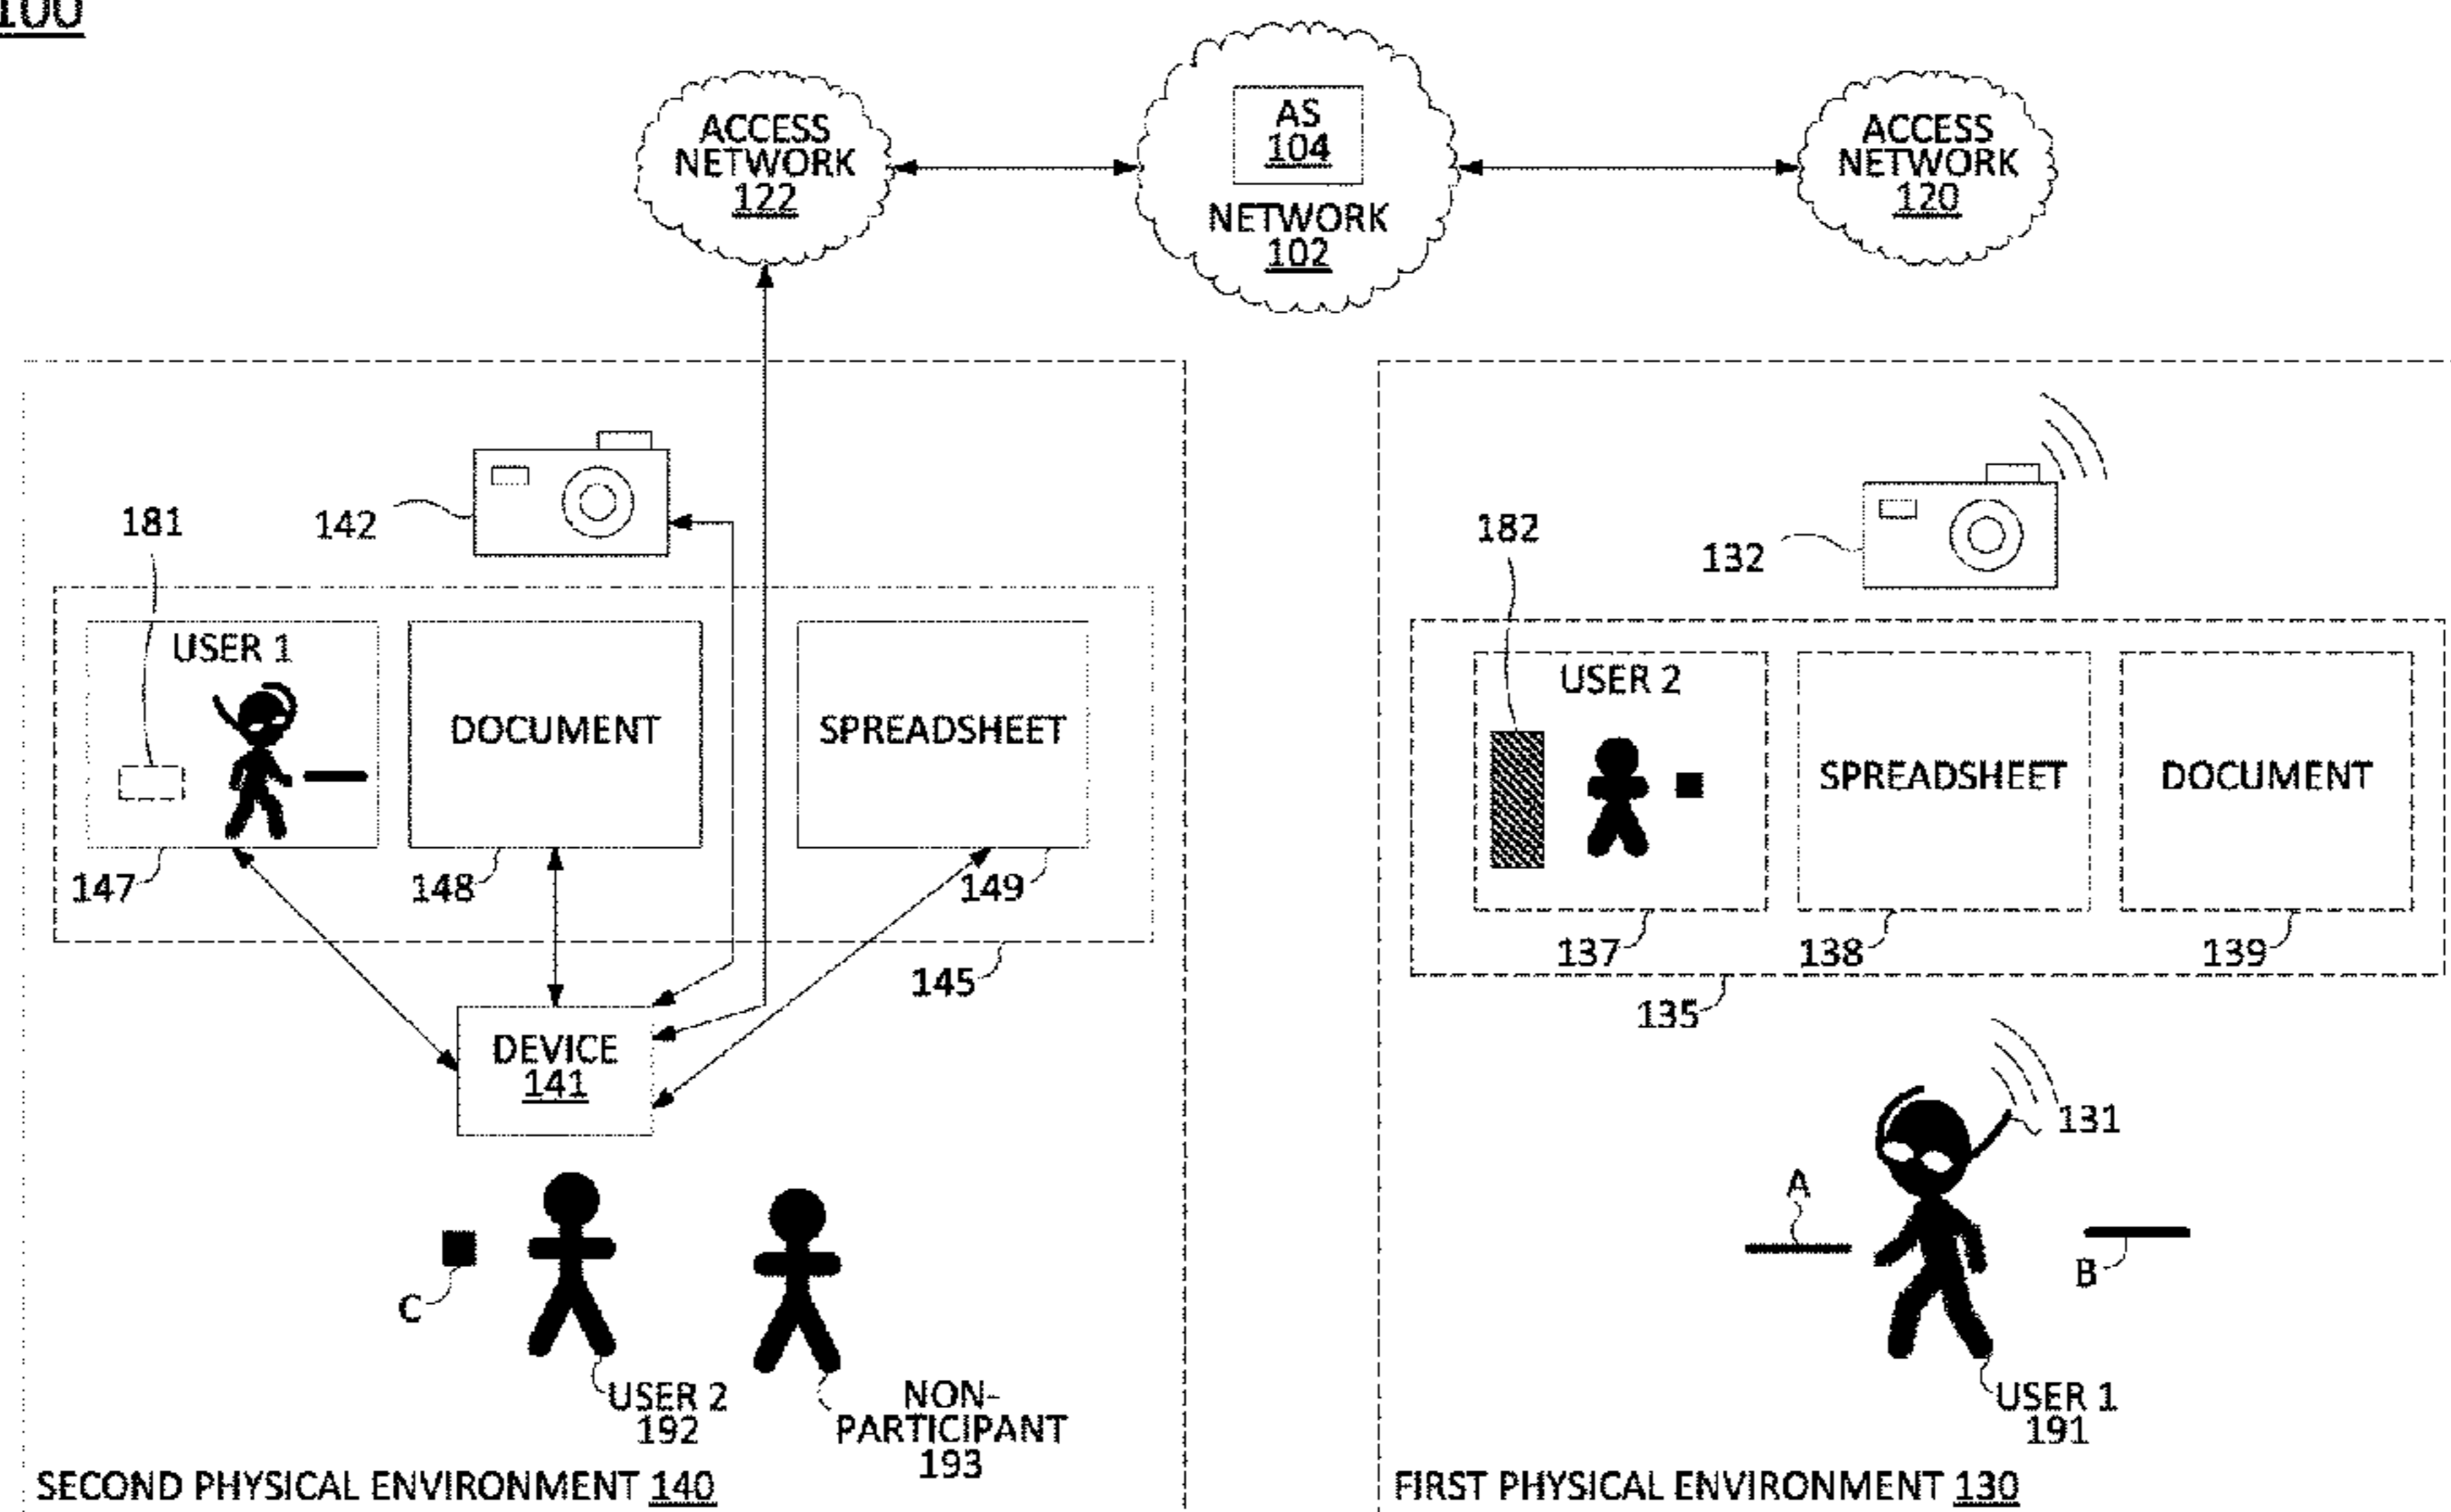 100
ACCESS
NETWORK
122
AS
104
NETWORK
102
ACCESS
NETWORK
120
181
142
USER 1
DOCUMENT
SPREADSHEET
147
148
149
145
DEVICE
141
C
USER 2
192
NON-
PARTICIPANT
193
SECOND PHYSICAL ENVIRONMENT 140
182
132
USER 2
SPREADSHEET
DOCUMENT
137
138
139
135
131
A
B
USER 1
191
FIRST PHYSICAL ENVIRONMENT 130